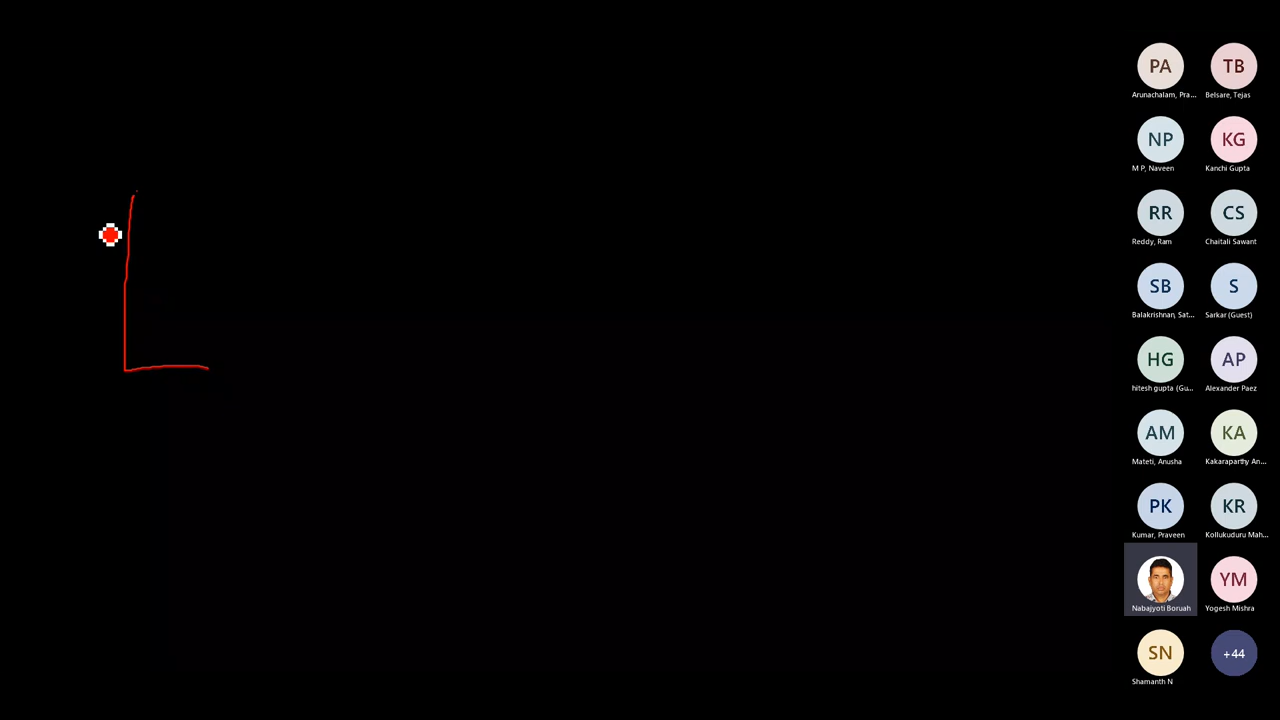 PA TB
Arunachalam, Pra... Belsare, Tejas
NP KG
M P, Naveen Kanchi Gupta
RR CS
Reddy, Ram Chaitali Sawant
SB S
Balakrishnan, Sat... Sarkar (Guest)
HG AP
hitesh gupta (Gu... Alexander Paez
AM KA
Mateti, Anusha Kakaraparthy An...
PK KR
Kumar, Praveen Kollukuduru Mah...
YM
Nabajyoti Boruah Yogesh Mishra
SN +44
Shamanth N